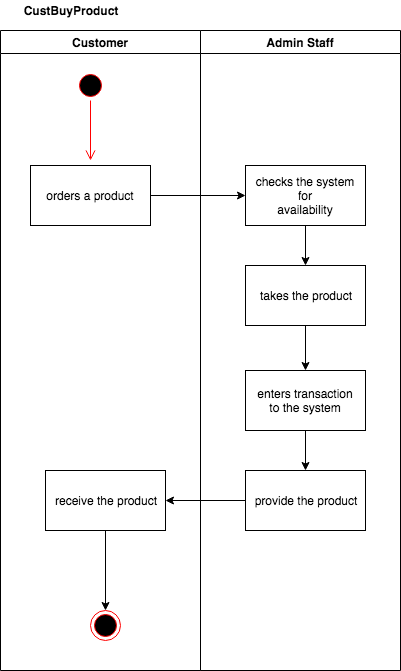 CustBuyProduct
Customer
Admin Staff
orders a product
checks the system
for
availability
takes the product
enters transaction
to the system
receive the product
provide the product